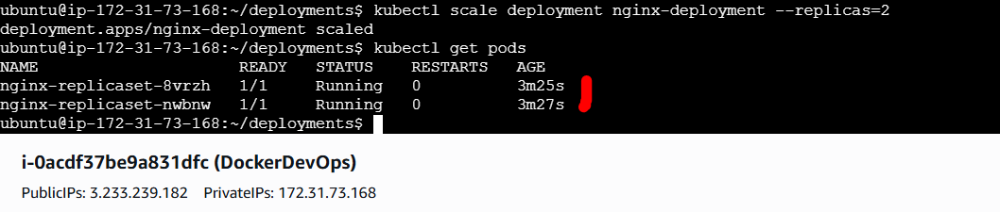 ubuntu@ip-172-31-73-168:~/deployments$ kubectl scale deployment nginx-deployment --replicas=2
deployment.apps/nginx-deployment scaled
ubuntu@ip-172-31-73-168:~/deployments$ kubectl get pods
NAME READY STATUS RESTARTS AGE
nginx-replicaset-8vrzh 1/1 Running 0 3m25s
nginx-replicaset-nwbnw 1/1 Running 0 3m27s
ubuntu@ip-172-31-73-168:~/deployments$
i-0acdf37be9a831dfc (DockerDevOps)
PublicIPs: 3.233.239.182 PrivateIPs: 172.31.73.168